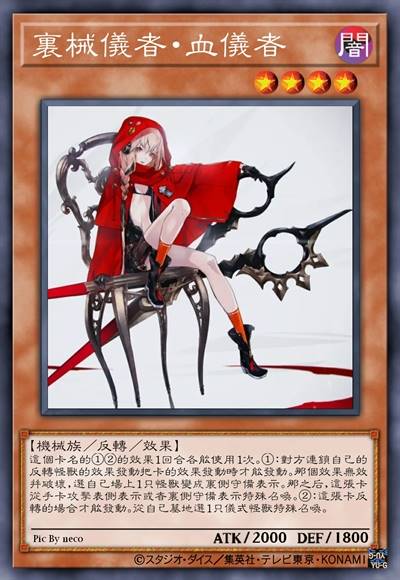 裏械儀者・血儀者
闇
【機械族／反轉／效果】
這個卡名的①②的效果1回合各能使用1次。①:對方連鎖自己的
反轉怪獸的效果發動把卡的效果發動時才能發動。那個效果無效
并破壞,選自己場上1只怪獸變成裏側守備表示。那之后,這張卡
從手卡攻擊表側表示或者裏側守備表示特殊召喚。②:這張卡反
轉的場合才能發動。從自己墓地選1只儀式怪獸特殊召喚。
Pic By neco
ATK/2000 DEF/1800
©スタジオ・ダイス／集英社・テレビ東京・KONAMI
YU-G